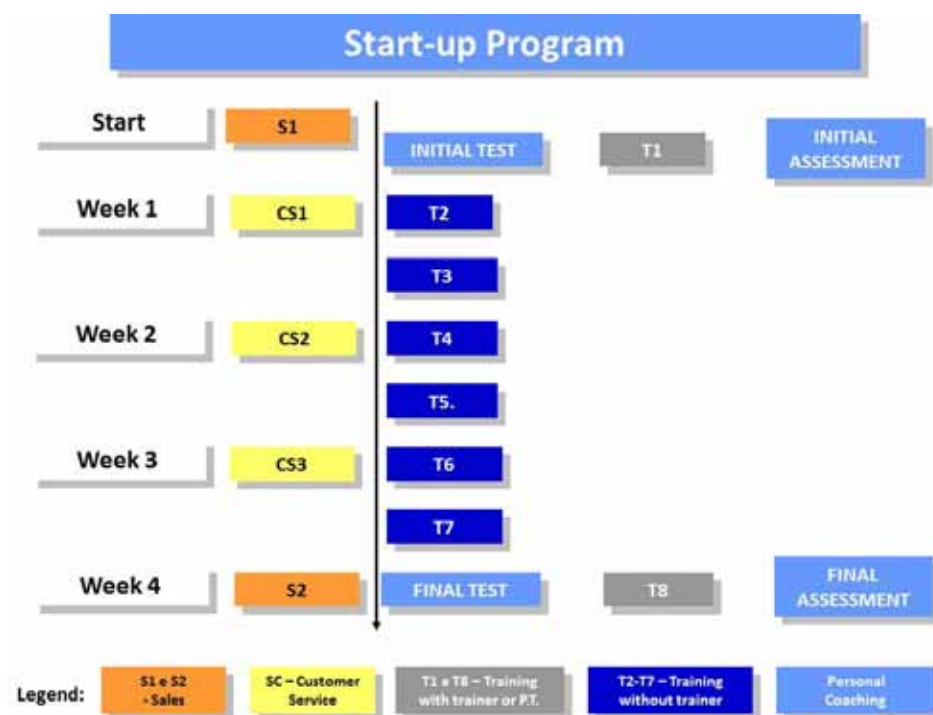 Start-up Program
Start
S1
INITIAL TEST
T1
INITIAL
ASSESSMENT
Week 1
CS1
T2
T3
Week 2
CS2
T4
T5.
Week 3
CS3
T6
T7
Week 4
S2
FINAL TEST
T8
FINAL
ASSESSMENT
Legend:
S1 e S2
- Sales
SC – Customer
Service
T1 e T8 – Training
with trainer or P.T.
T2-T7 – Training
without trainer
Personal
Coaching